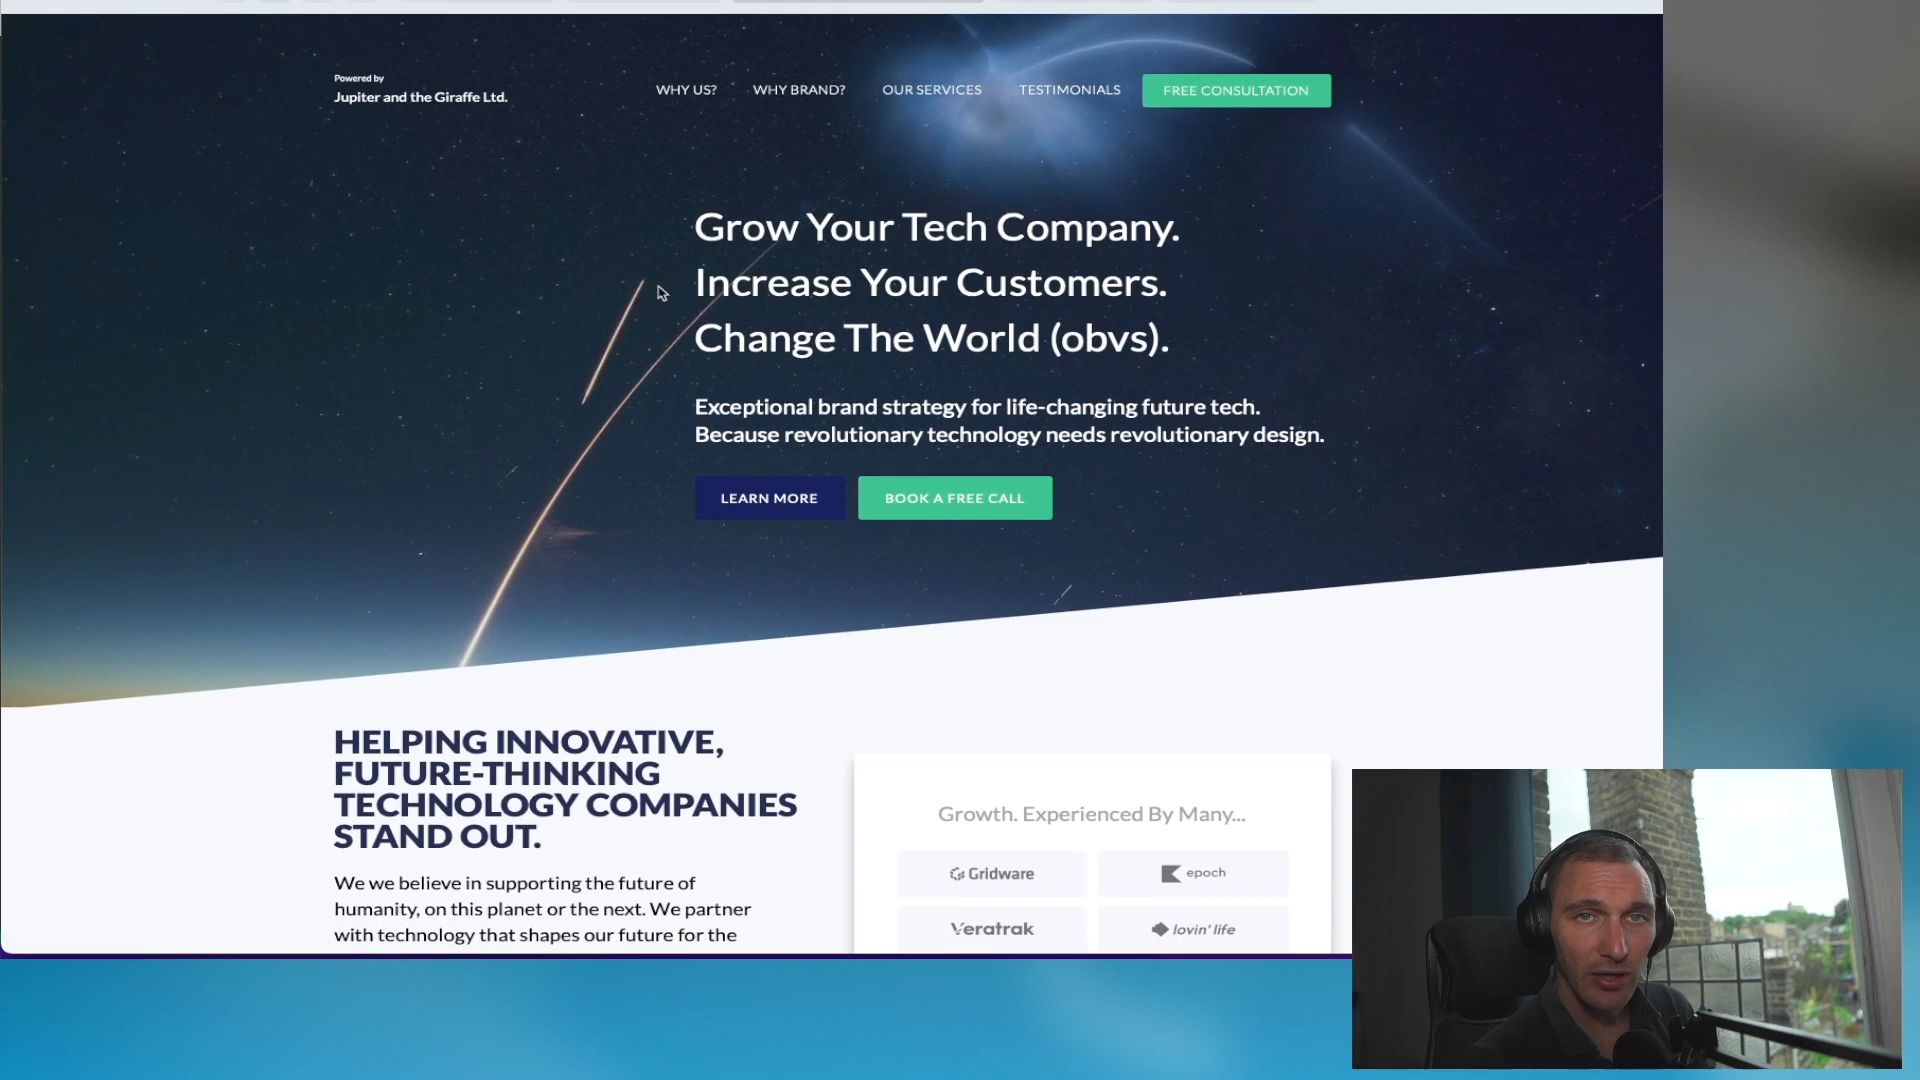 Powered by
Jupiter and the Giraffe Ltd.
WHY US?
WHY BRAND?
OUR SERVICES
TESTIMONIALS
FREE CONSULTATION
Grow Your Tech Company.
Increase Your Customers.
Change The World (obvs).
Exceptional brand strategy for life-changing future tech.
Because revolutionary technology needs revolutionary design.
LEARN MORE
BOOK A FREE CALL
HELPING INNOVATIVE,
FUTURE-THINKING
TECHNOLOGY COMPANIES
STAND OUT.
We we believe in supporting the future of
humanity, on this planet or the next. We partner
with technology that shapes our future for the
Growth. Experienced By Many...
Gridware
epoch
Veratrak
lovin' life